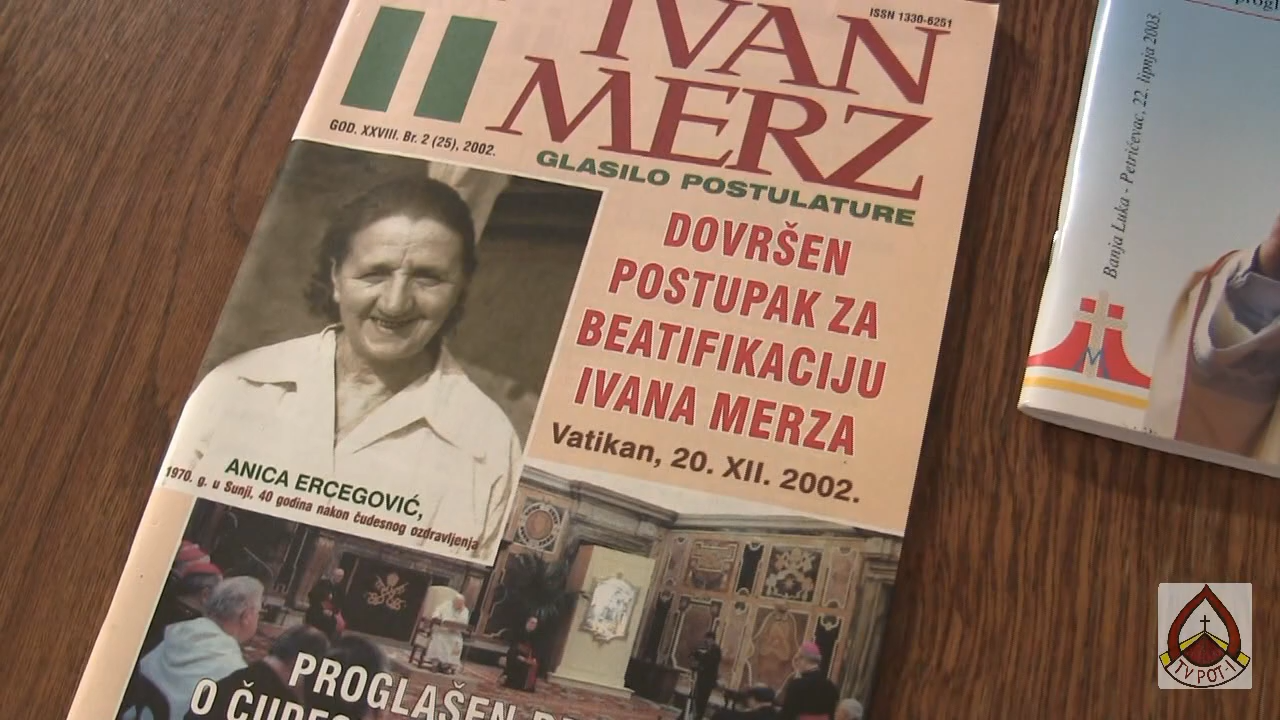 ISSN 1330-6251
IVAN
MERZ
GOD. XXVIII. Br. 2 (25), 2002.
GLASILO POSTULATURE
DOVRŠEN
POSTUPAK ZA
BEATIFIKACIJU
IVANA MERZA
Vatikan, 20. XII. 2002.
ANICA ERCEGOVIĆ,
1970. g. u Sunji, 40 godina nakon čudesnog ozdravljenja
PROGLAŠEN
O
Banja Luka - Petrićevac, 22. lipnja 2003.
TV POT-1